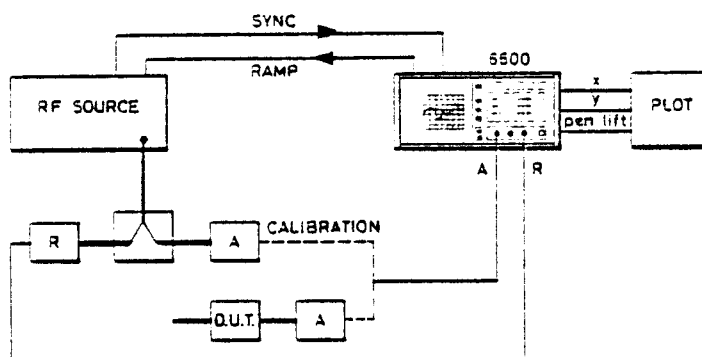 SYNC
RAMP
6500
RF SOURCE
x
y
pen lift
PLOT
A
R
R
A
CALIBRATION
D.U.T.
A